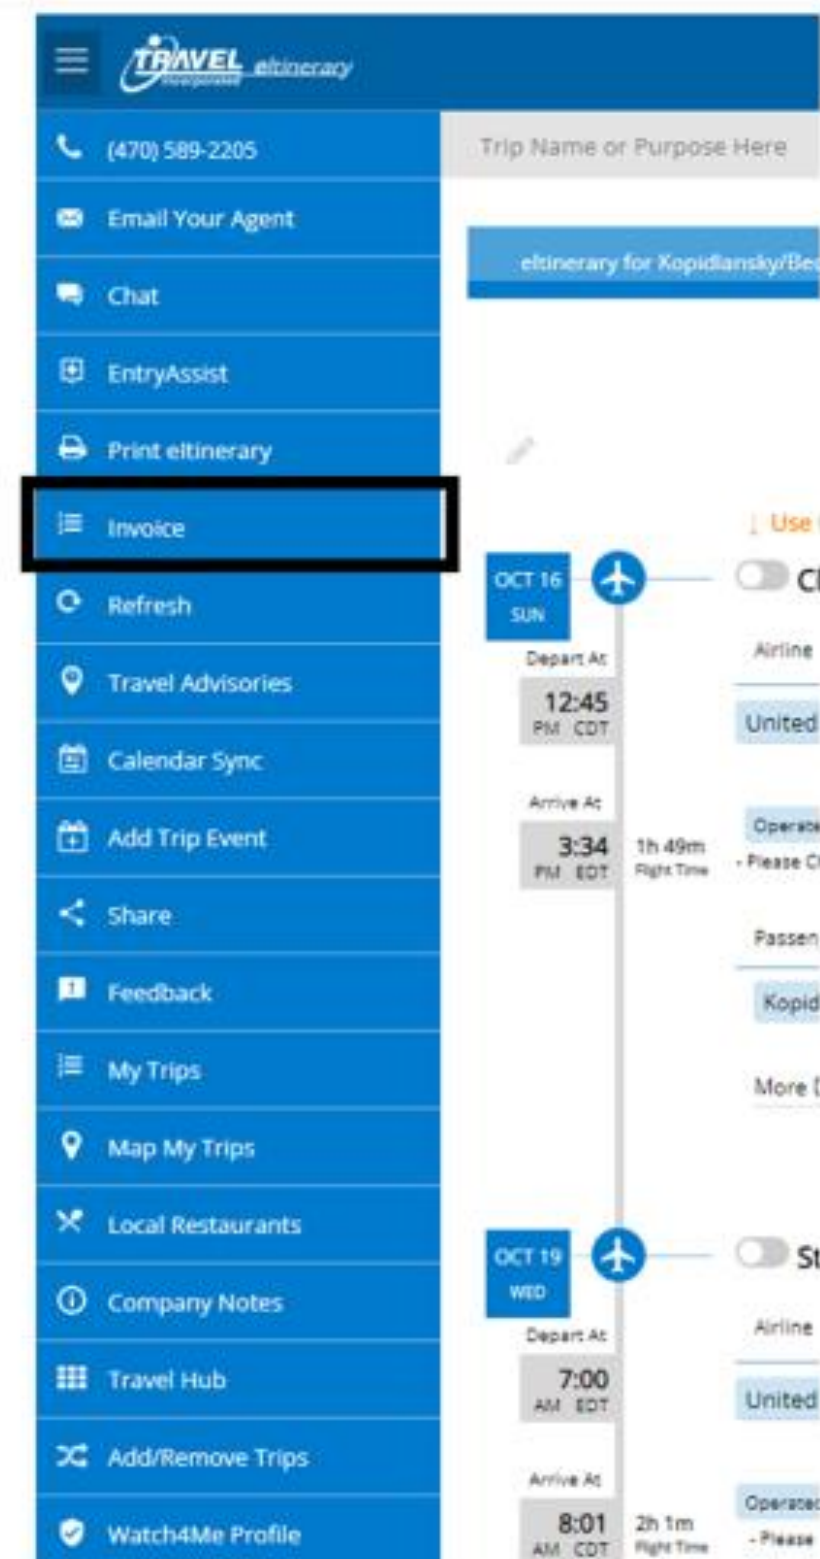 TRAVEL eItinerary
Incorporated
(470) 589-2205
Email Your Agent
Chat
EntryAssist
Print eItinerary
Invoice
Refresh
Travel Advisories
Calendar Sync
Add Trip Event
Share
Feedback
My Trips
Map My Trips
Local Restaurants
Company Notes
Travel Hub
Add/Remove Trips
Watch4Me Profile
Trip Name or Purpose Here
eItinerary for Kopidlansky/Bec
Use
OCT 16
SUN
Airline
Depart At
12:45
PM CDT
United
Arrive At
3:34
PM EDT
1h 49m
Flight Time
Operate
- Please C
Passen
Kopid
More
OCT 19
WED
St
Airline
Depart At
7:00
AM EDT
United
Arrive At
8:01
AM CDT
2h 1m
Flight Time
Operated
- Please